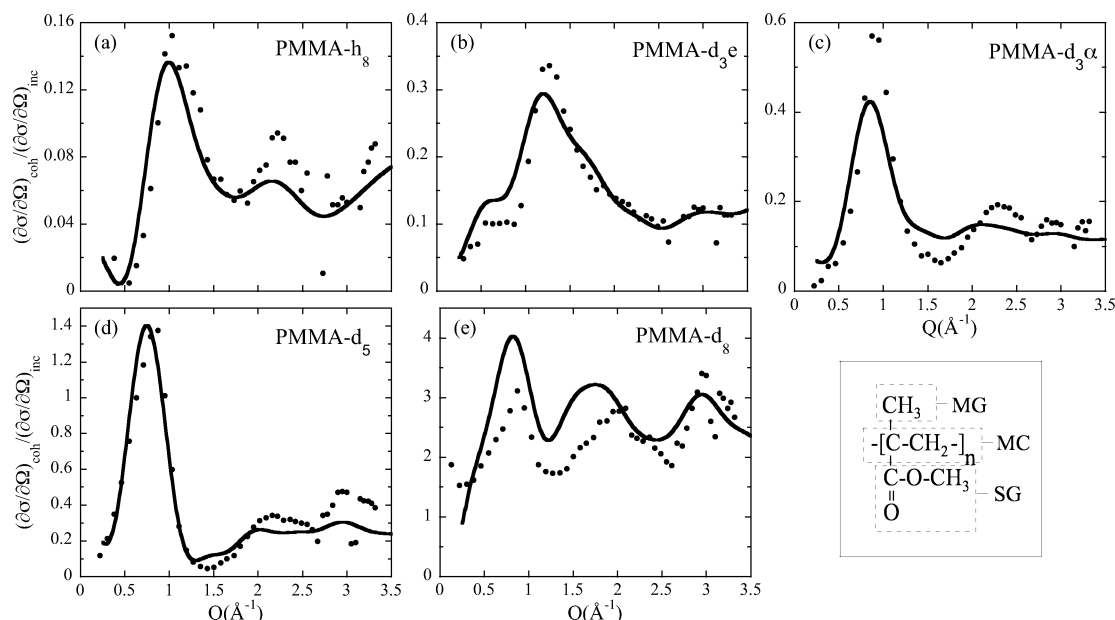 (a)
PMMA-h8
0.16
0.12
0.08
0.04
0
(∂σ/∂Ω)coh/(∂σ/∂Ω)inc
(b)
PMMA-d3e
0.4
0.3
0.2
0.1
0
(c)
PMMA-d3α
0.6
0.4
0.2
0
0 0.5 1 1.5 2 2.5 3 3.5
Q(Å-1)
(d)
PMMA-d5
1.4
1.2
1
0.8
0.6
0.4
0.2
0
(∂σ/∂Ω)coh/(∂σ/∂Ω)inc
0 0.5 1 1.5 2 2.5 3 3.5
Q(Å-1)
(e)
PMMA-d8
4
3
2
1
0
0 0.5 1 1.5 2 2.5 3 3.5
Q(Å-1)
CH3 MG
-[C-CH2-]n MC
C-O-CH3
SG
O